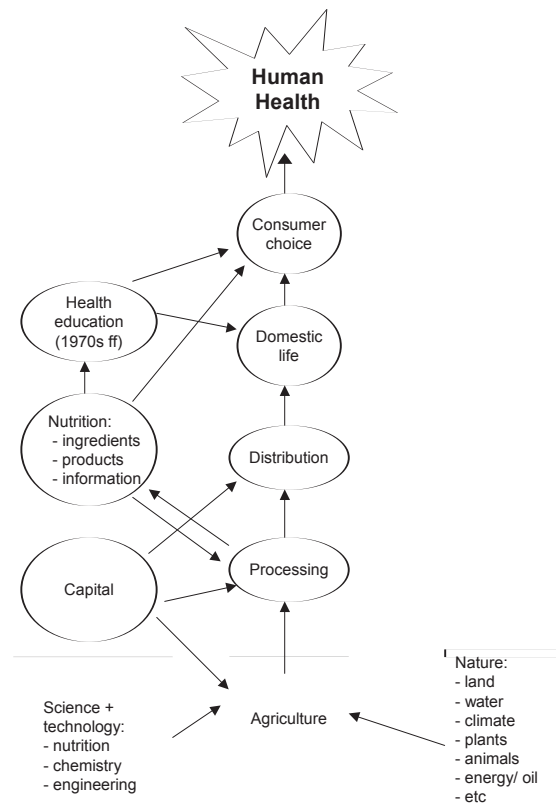 Human
Health
Consumer
choice
Health
education
(1970s ff)
Domestic
life
Nutrition:
- ingredients
- products
- information
Distribution
Capital
Processing
Science +
technology:
- nutrition
- chemistry
- engineering
Agriculture
Nature:
- land
- water
- climate
- plants
- animals
- energy/ oil
- etc